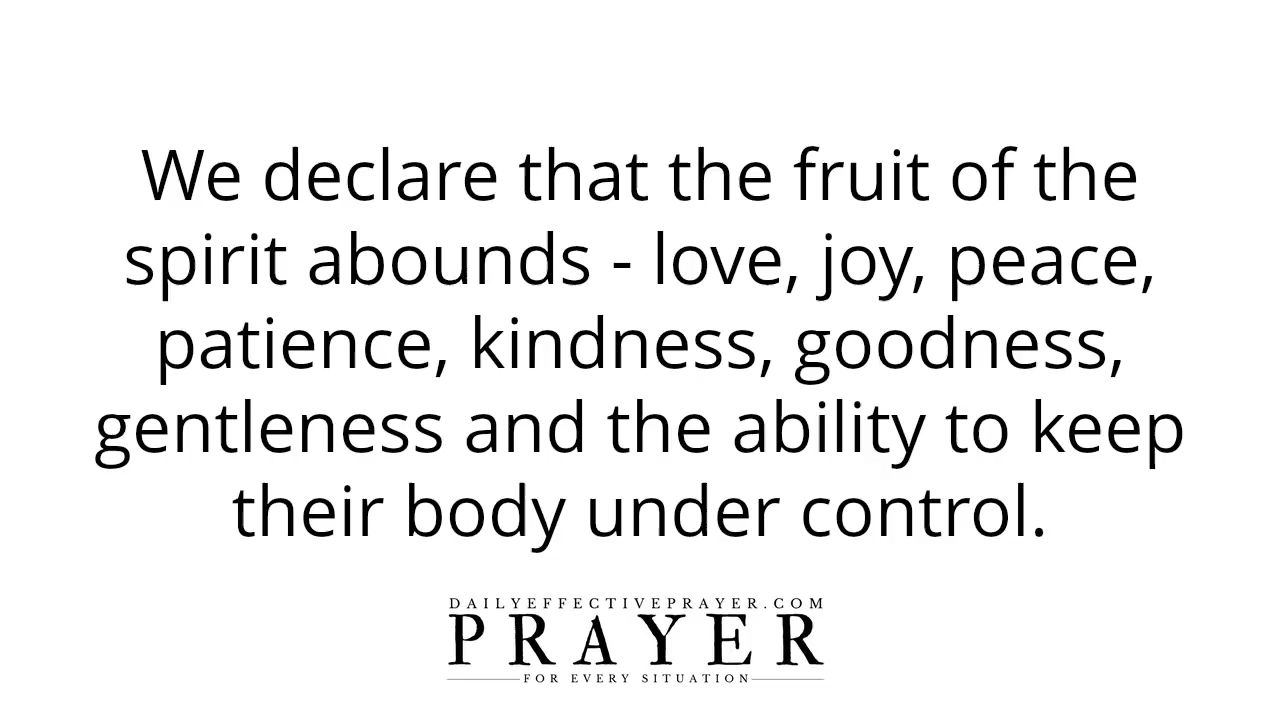 We declare that the fruit of the
spirit abounds - love, joy, peace,
patience, kindness, goodness,
gentleness and the ability to keep
their body under control.
DAILYEFFECTIVEPRAYER.COM
PRAYER
FOR EVERY SITUATION